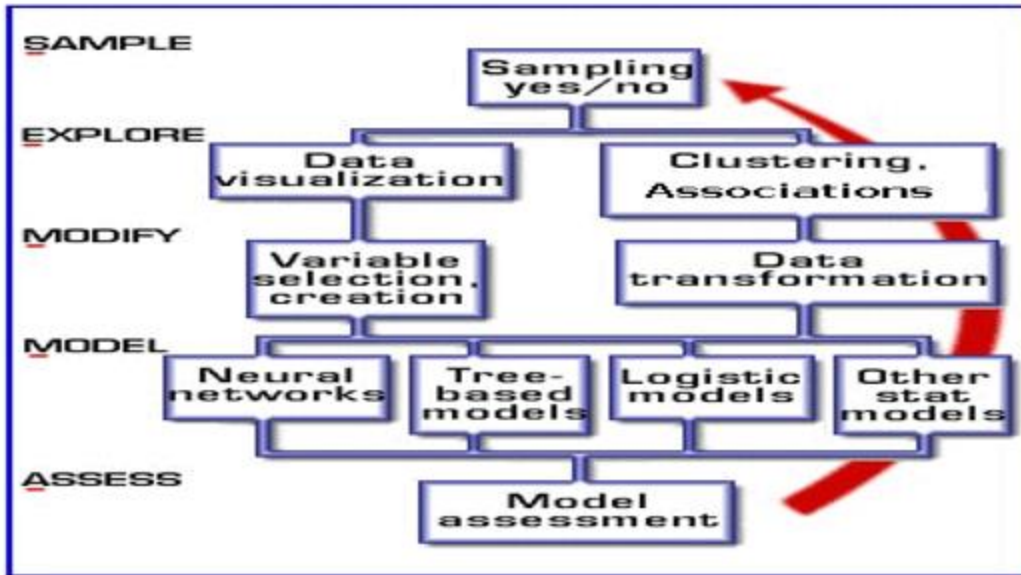 SAMPLE
Sampling
yes/no
EXPLORE
Data
visualization
Clustering,
Associations
MODIFY
Variable
selection,
creation
Data
transformation
MODEL
Neural
networks
Tree-
based
models
Logistic
models
Other
stat
models
ASSESS
Model
assessment